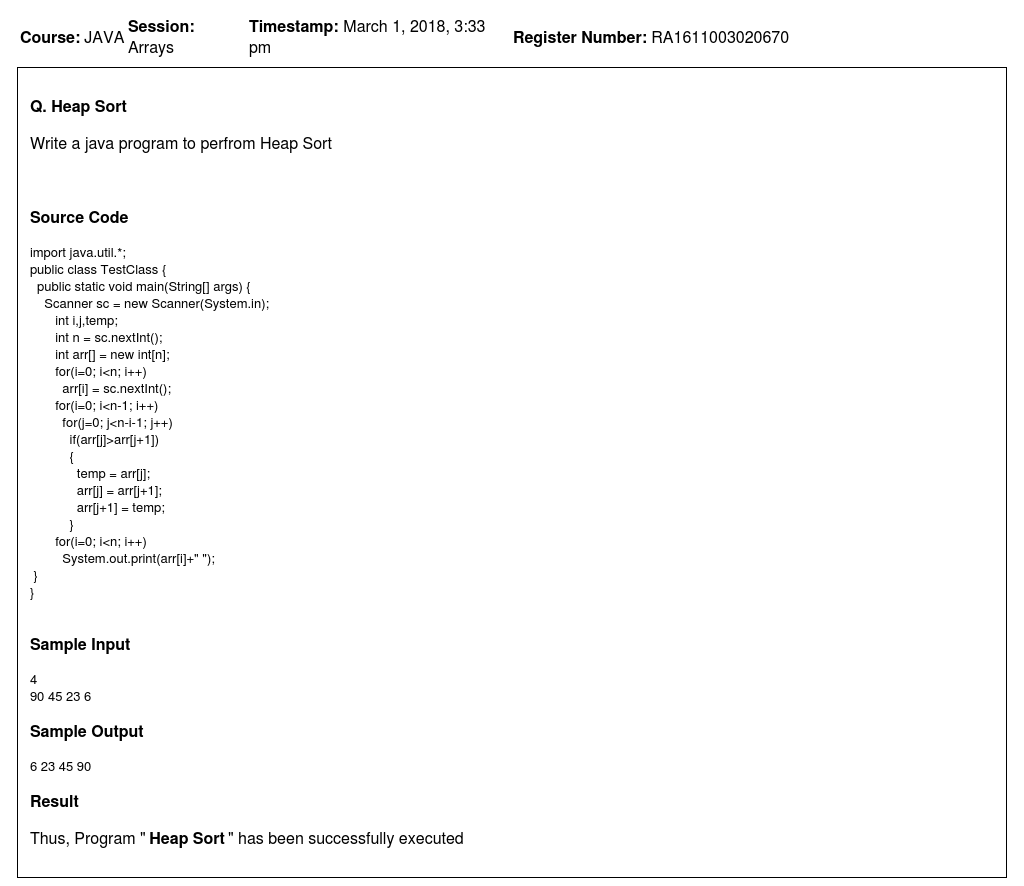 Course: JAVA Session: Arrays Timestamp: March 1, 2018, 3:33 pm Register Number: RA1611003020670
Q. Heap Sort
Write a java program to perfrom Heap Sort
Source Code
import java.util.*;
public class TestClass {
  public static void main(String[] args) {
    Scanner sc = new Scanner(System.in);
       int i,j,temp;
       int n = sc.nextInt();
       int arr[] = new int[n];
       for(i=0; i<n; i++)
         arr[i] = sc.nextInt();
       for(i=0; i<n-1; i++)
         for(j=0; j<n-i-1; j++)
           if(arr[j]>arr[j+1])
           {
             temp = arr[j];
             arr[j] = arr[j+1];
             arr[j+1] = temp;
           }
       for(i=0; i<n; i++)
         System.out.print(arr[i]+" ");
 }
}
Sample Input
4
90 45 23 6
Sample Output
6 23 45 90
Result
Thus, Program " Heap Sort " has been successfully executed